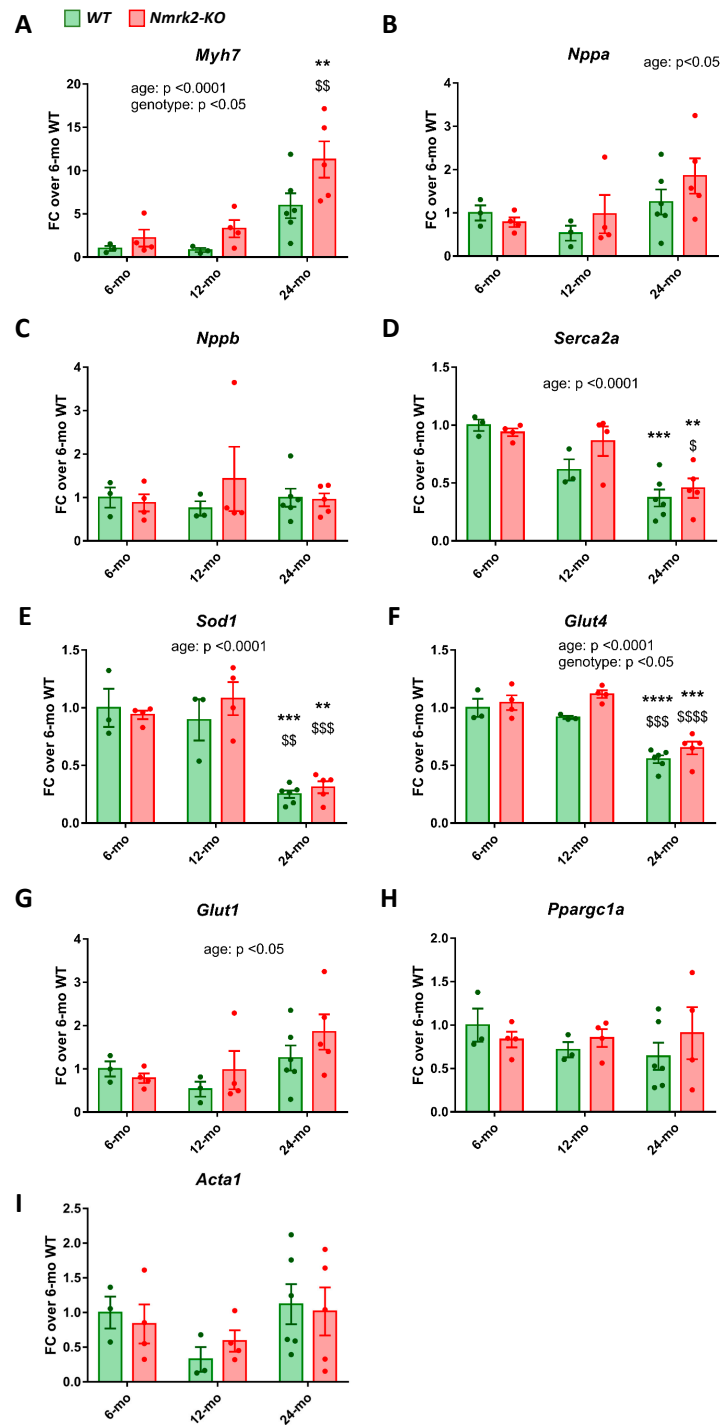 WT Nmrk2-KO
A
Myh7
age: p <0.0001
genotype: p <0.05
**
$$
FC over 6-mo WT
20
15
10
5
0
6-mo 12-mo 24-mo
B
Nppa
age: p<0.05
FC over 6-mo WT
4
3
2
1
0
6-mo 12-mo 24-mo
C
Nppb
FC over 6-mo WT
4
3
2
1
0
6-mo 12-mo 24-mo
D
Serca2a
age: p <0.0001
*** **
$
FC over 6-mo WT
1.5
1.0
0.5
0.0
6-mo 12-mo 24-mo
E
Sod1
age: p <0.0001
*** **
$$ $$$
FC over 6-mo WT
1.5
1.0
0.5
0.0
6-mo 12-mo 24-mo
F
Glut4
age: p <0.0001
genotype: p <0.05
**** ***
$$$ $$$$
FC over 6-mo WT
1.5
1.0
0.5
0.0
6-mo 12-mo 24-mo
G
Glut1
age: p <0.05
FC over 6-mo WT
4
3
2
1
0
6-mo 12-mo 24-mo
H
Ppargc1a
FC over 6-mo WT
2.0
1.5
1.0
0.5
0.0
6-mo 12-mo 24-mo
I
Acta1
FC over 6-mo WT
2.5
2.0
1.5
1.0
0.5
0.0
6-mo 12-mo 24-mo